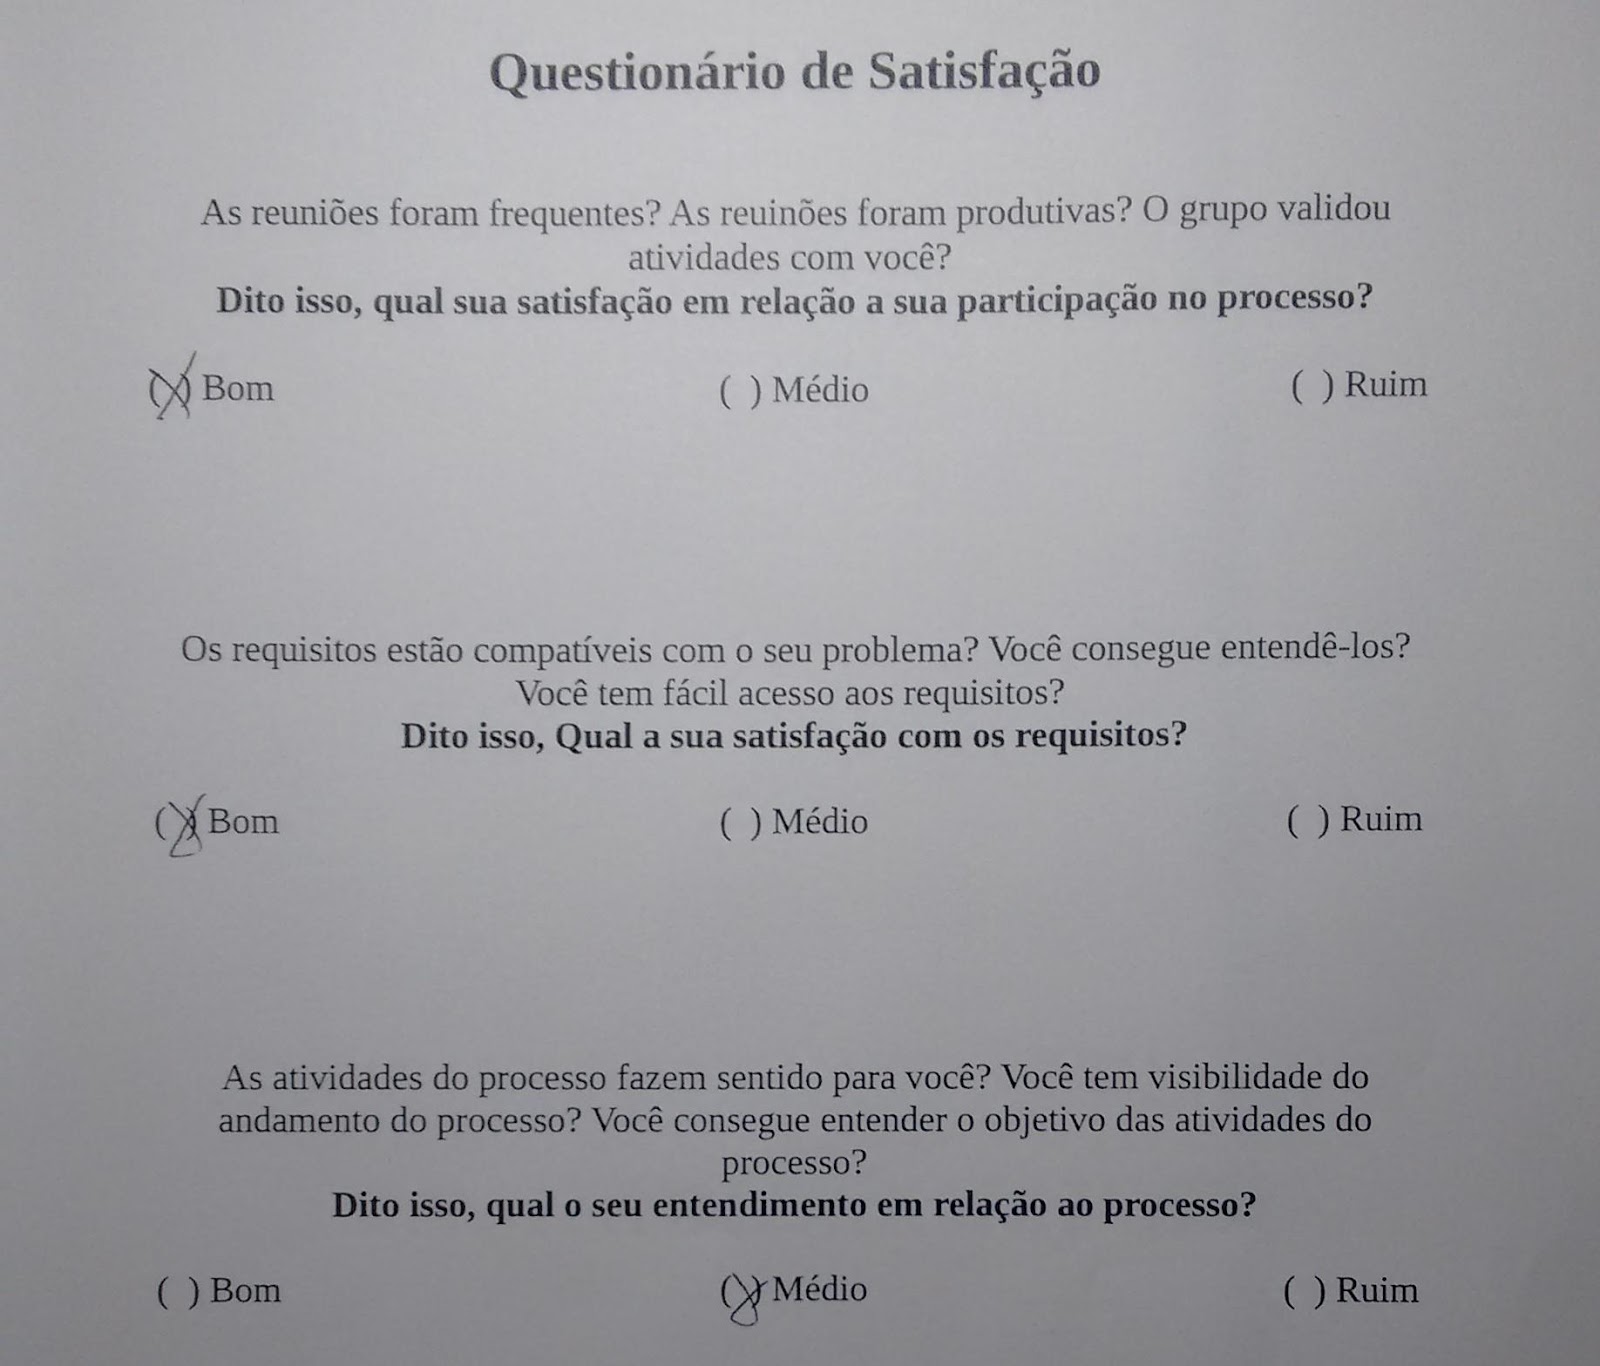 Questionário de Satisfação
As reuniões foram frequentes? As reuinões foram produtivas? O grupo validou
atividades com você?
Dito isso, qual sua satisfação em relação a sua participação no processo?
(X) Bom ( ) Médio ( ) Ruim
Os requisitos estão compatíveis com o seu problema? Você consegue entendê-los?
Você tem fácil acesso aos requisitos?
Dito isso, Qual a sua satisfação com os requisitos?
(X) Bom ( ) Médio ( ) Ruim
As atividades do processo fazem sentido para você? Você tem visibilidade do
andamento do processo? Você consegue entender o objetivo das atividades do
processo?
Dito isso, qual o seu entendimento em relação ao processo?
( ) Bom (X) Médio ( ) Ruim